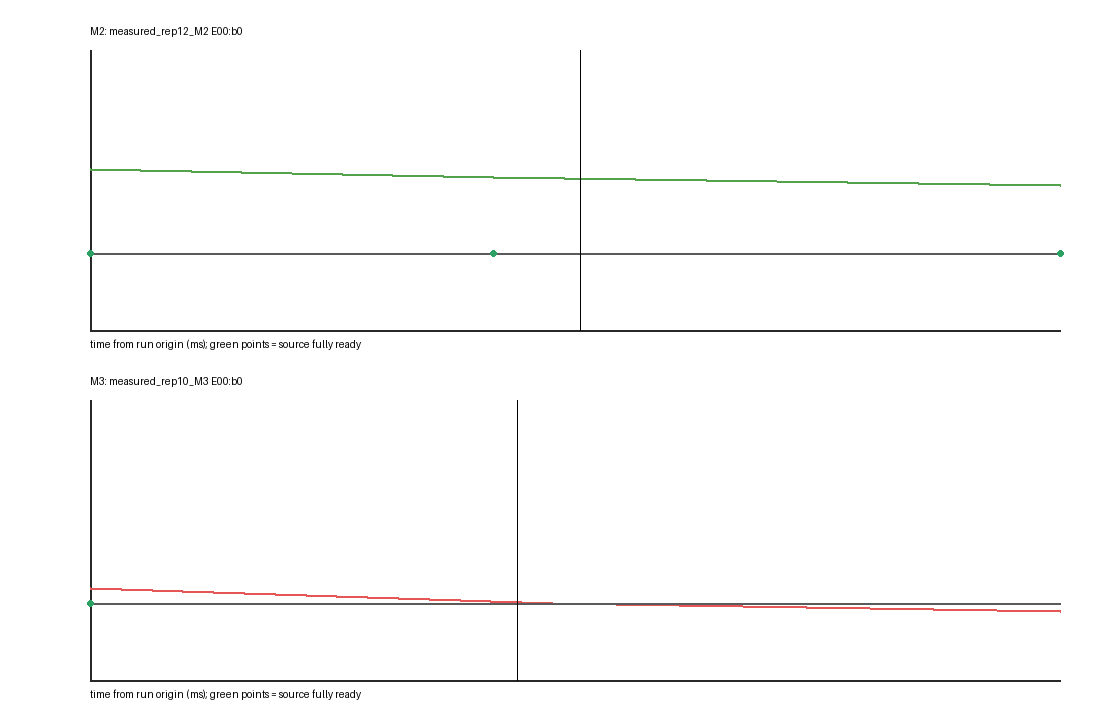 M2: measured_rep12_M2 E00:b0
time from run origin (ms); green points = source fully ready
M3: measured_rep10_M3 E00:b0
time from run origin (ms); green points = source fully ready